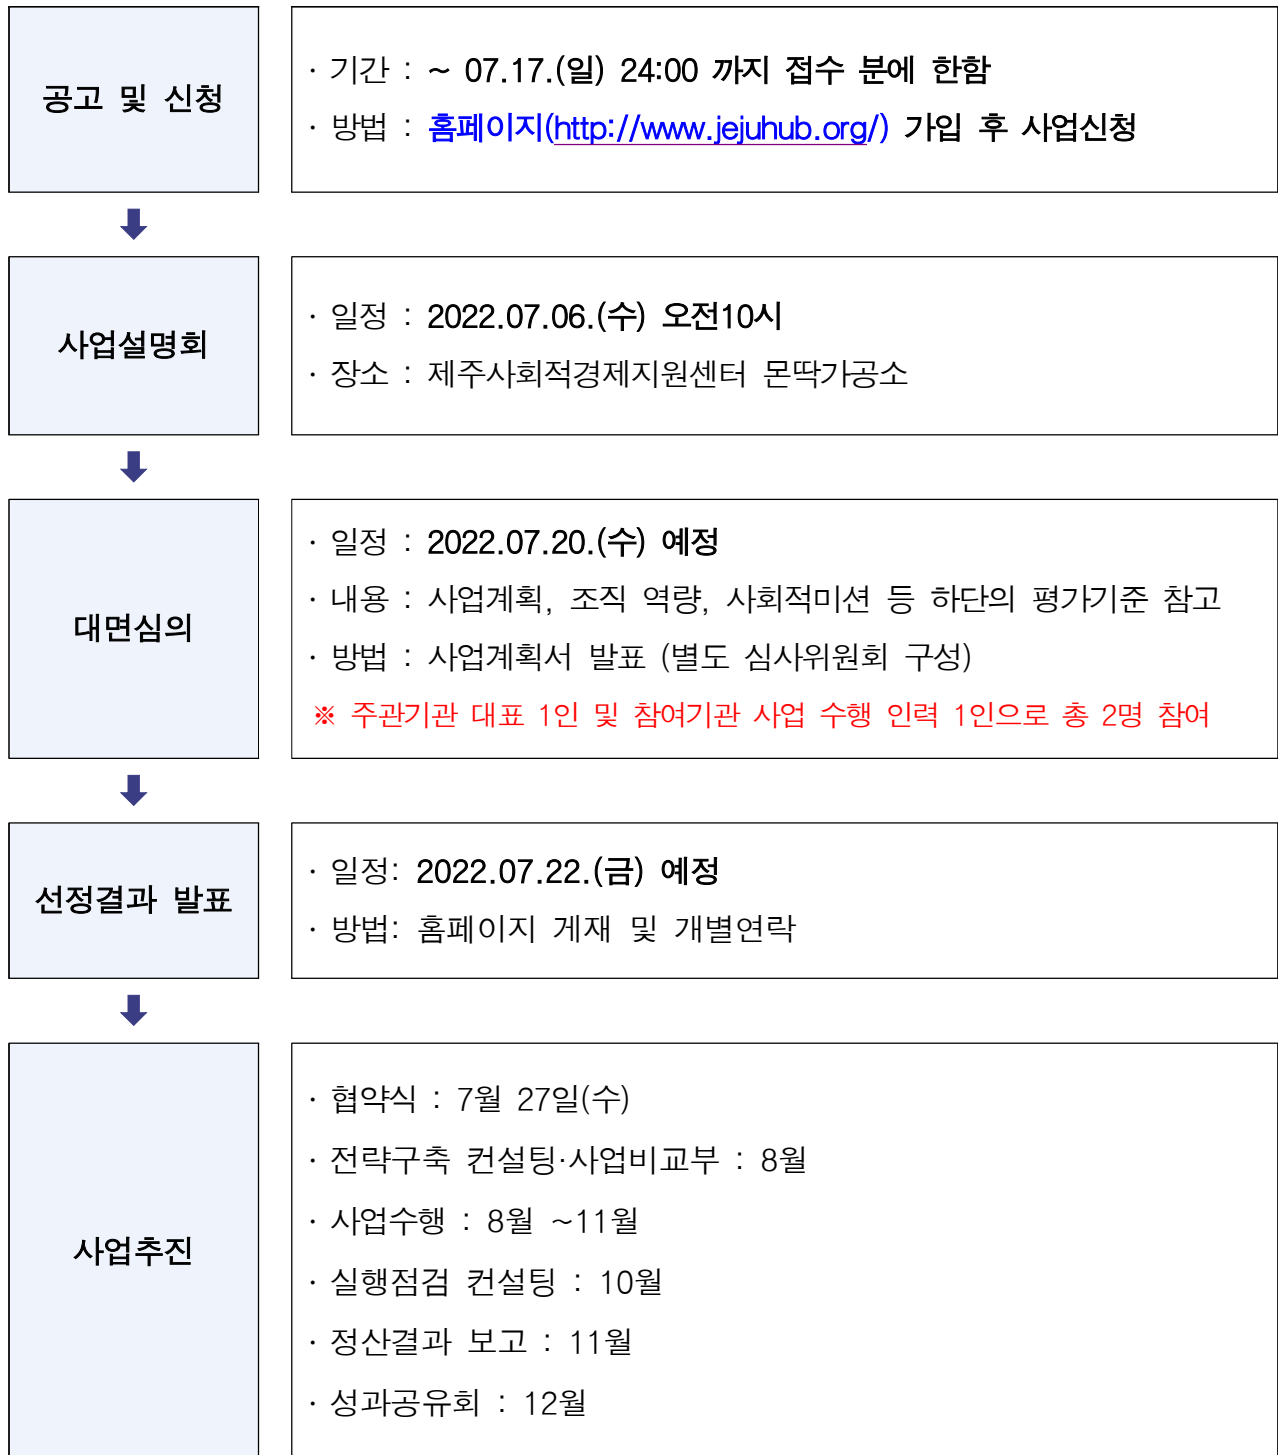 공고 및 신청
· 기간 : ~ 07.17.(일) 24:00 까지 접수 분에 한함
· 방법 : 홈페이지(http://www.jejuhub.org/) 가입 후 사업신청
사업설명회
· 일정 : 2022.07.06.(수) 오전10시
· 장소 : 제주사회적경제지원센터 몬딱가공소
대면심의
· 일정 : 2022.07.20.(수) 예정
· 내용 : 사업계획, 조직 역량, 사회적미션 등 하단의 평가기준 참고
· 방법 : 사업계획서 발표 (별도 심사위원회 구성)
※ 주관기관 대표 1인 및 참여기관 사업 수행 인력 1인으로 총 2명 참여
선정결과 발표
· 일정: 2022.07.22.(금) 예정
· 방법: 홈페이지 게재 및 개별연락
사업추진
· 협약식 : 7월 27일(수)
· 전략구축 컨설팅·사업비교부 : 8월
· 사업수행 : 8월 ~11월
· 실행점검 컨설팅 : 10월
· 정산결과 보고 : 11월
· 성과공유회 : 12월